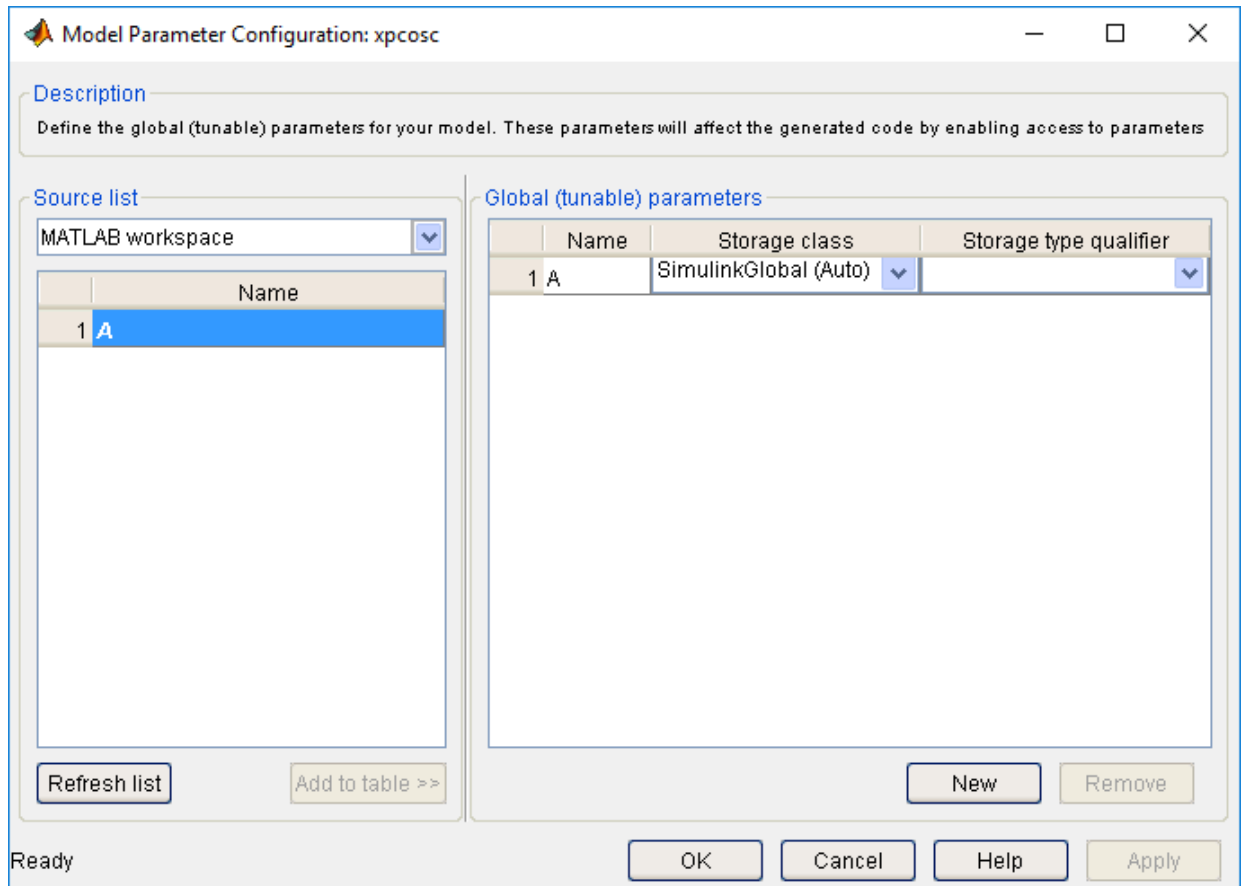 Model Parameter Configuration: xpcosc
Description
Define the global (tunable) parameters for your model. These parameters will affect the generated code by enabling access to parameters
Source list
MATLAB workspace
Name
1 A
Refresh list
Add to table >>
Global (tunable) parameters
Name Storage class Storage type qualifier
1 A SimulinkGlobal (Auto)
New Remove
Ready
OK Cancel Help Apply